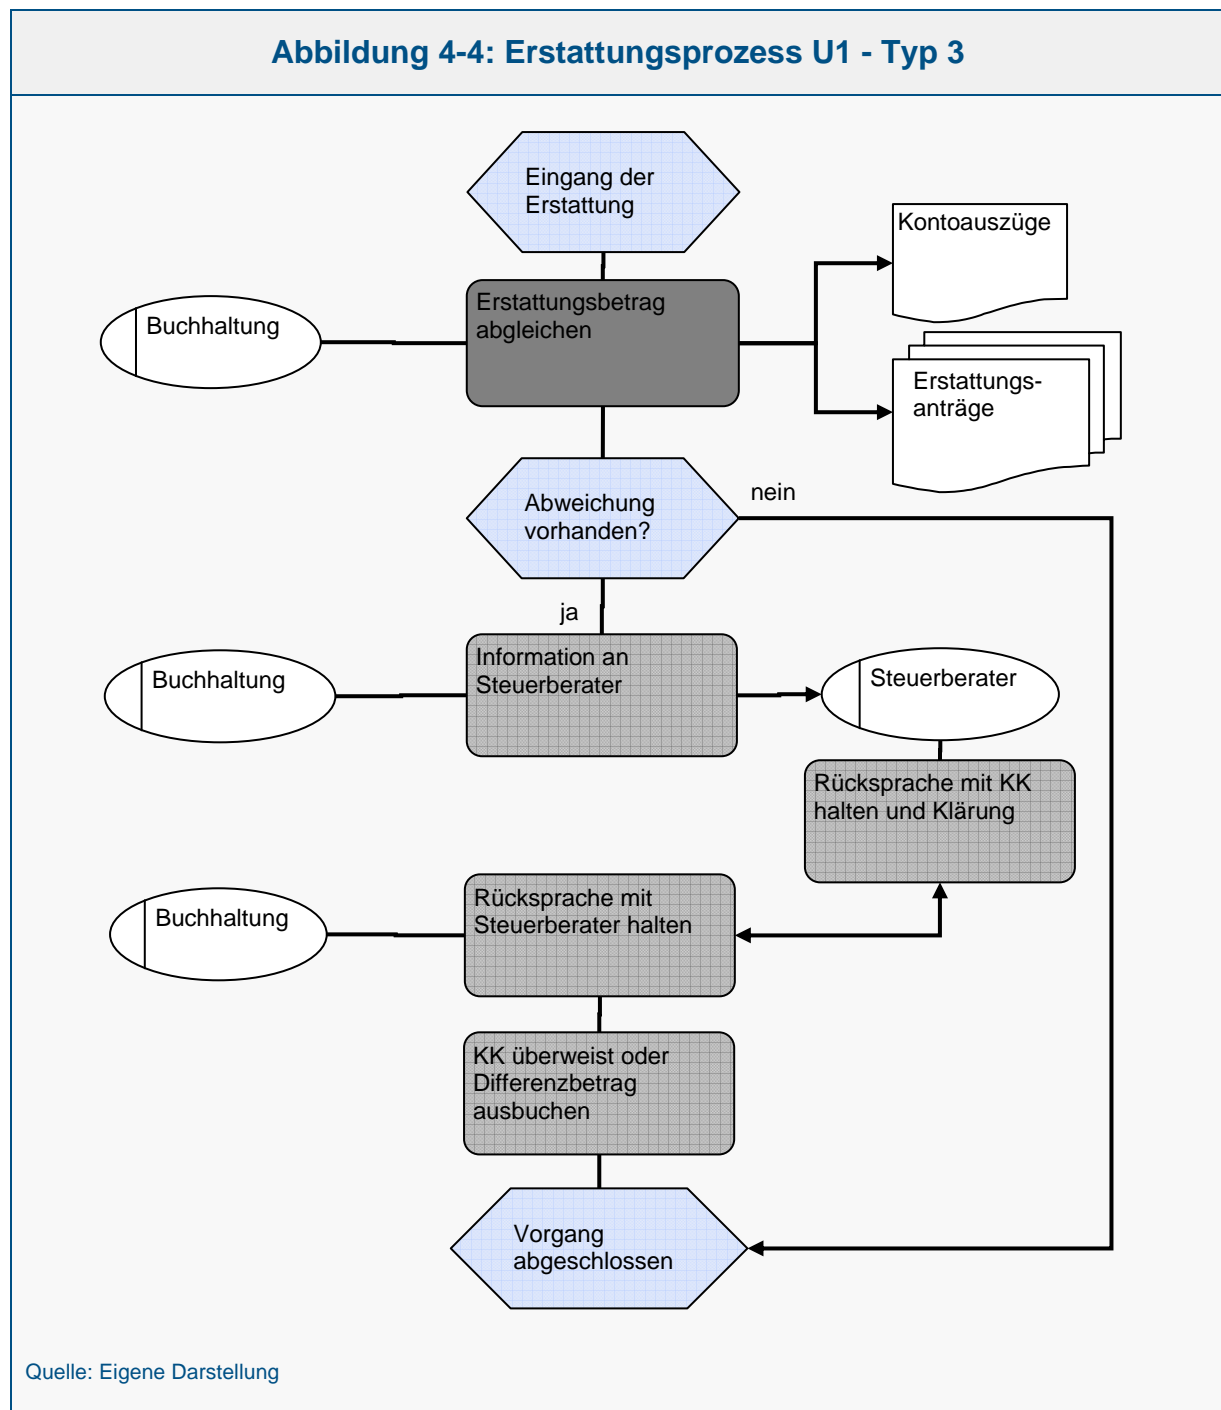 Abbildung 4-4: Erstattungsprozess U1 - Typ 3
Eingang der
Erstattung
Kontoauszüge
Buchhaltung
Erstattungsbetrag
abgleichen
Erstattungs-
anträge
Abweichung
vorhanden?
nein
ja
Buchhaltung
Information an
Steuerberater
Steuerberater
Rücksprache mit KK
halten und Klärung
Buchhaltung
Rücksprache mit
Steuerberater halten
KK überweist oder
Differenzbetrag
ausbuchen
Vorgang
abgeschlossen
Quelle: Eigene Darstellung